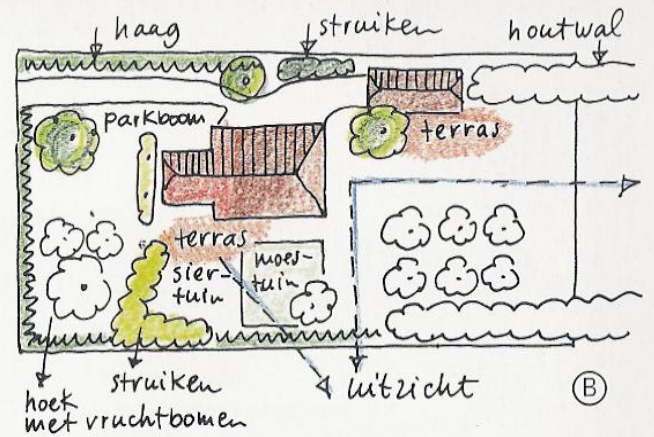 haag
struiken
houtwal
parkboom
terras
terras
sier-
tuin
moes-
tuin
struiken
uitzicht
hoek
met vruchtbomen
B